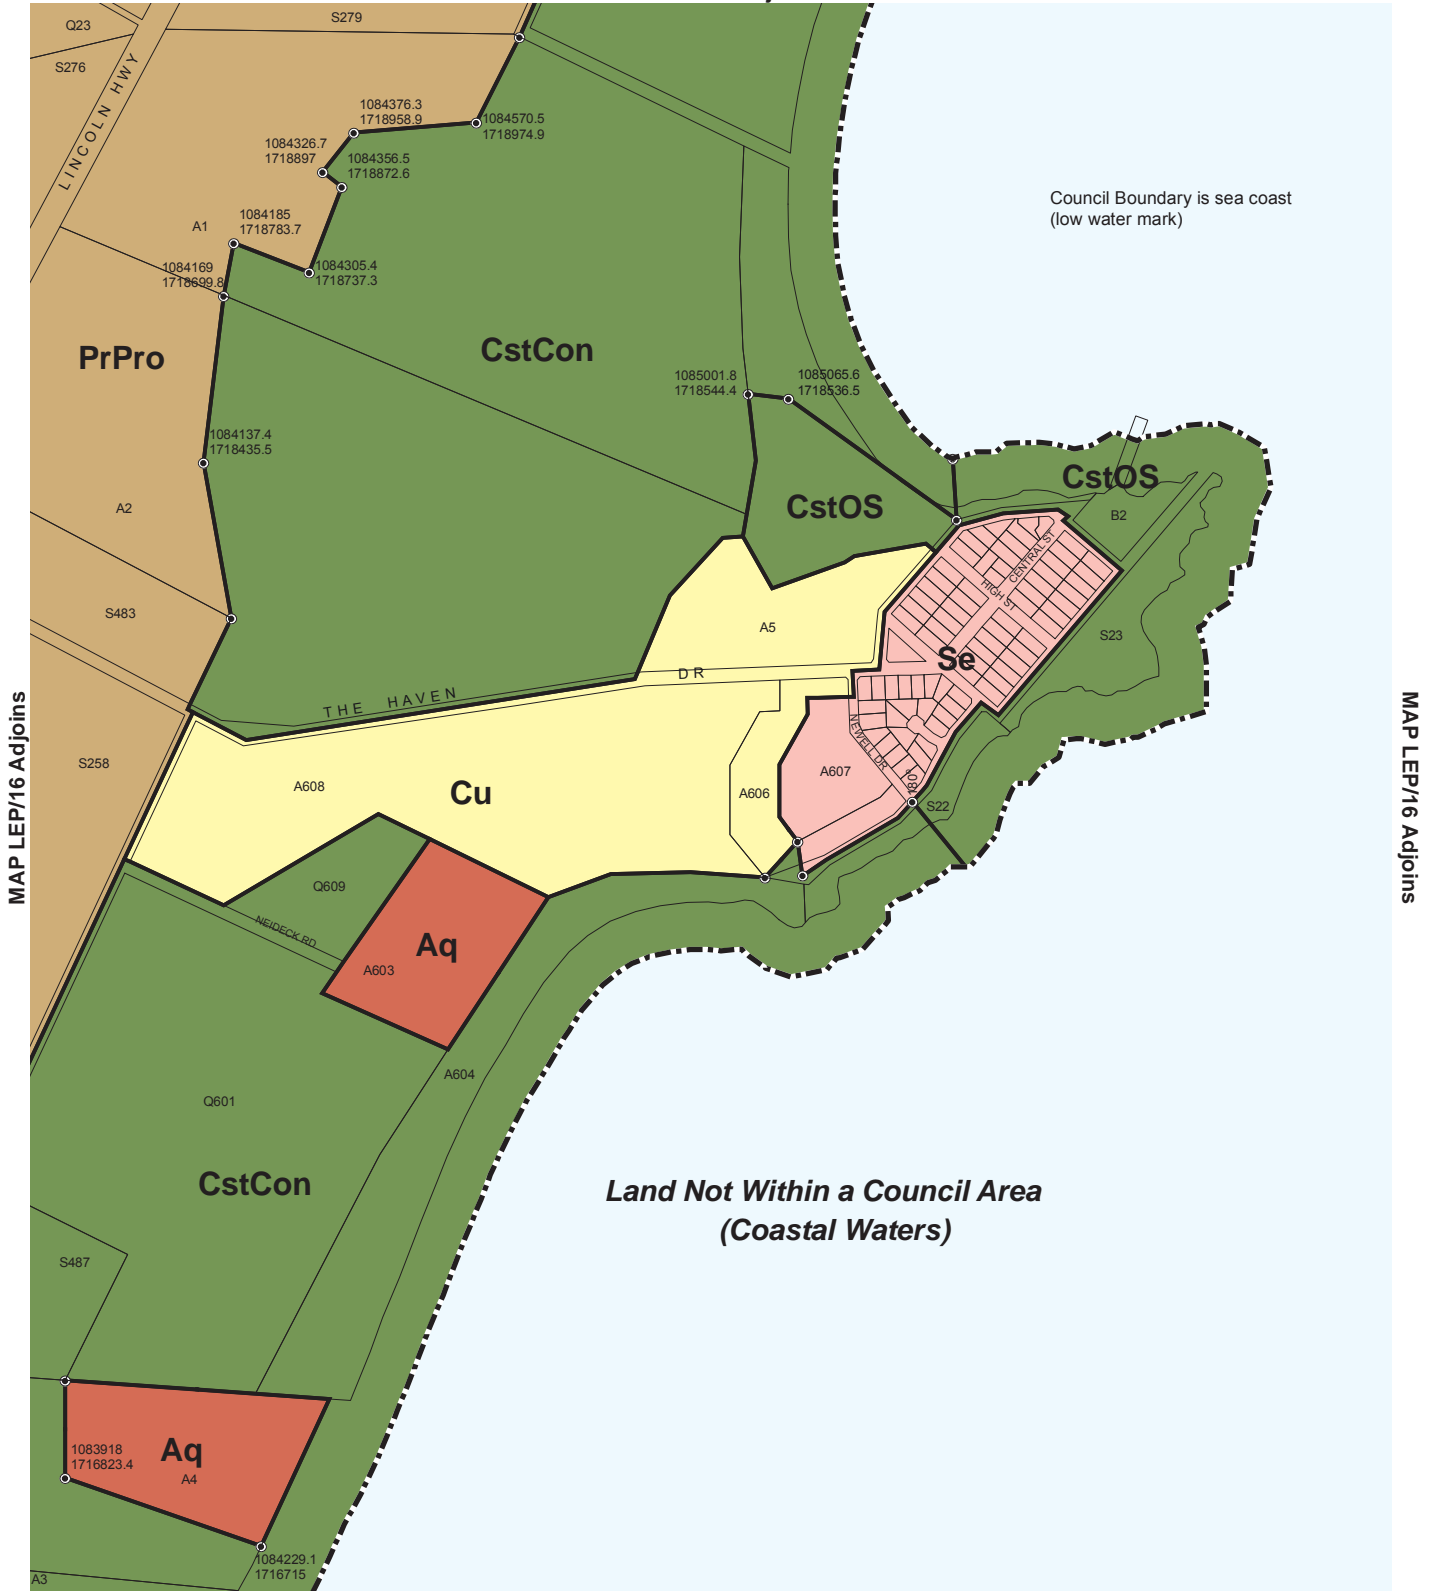 S279
Q23
S276
LINCOLN HWY
1084376.3
1718958.9
1084570.5
1718974.9
1084326.7
1718897
1084356.5
1718872.6
Council Boundary is sea coast
(low water mark)
1084185
1718783.7
A1
1084169
1718699.8
1084305.4
1718737.3
PrPro
CstCon
1085001.8
1718544.4
1085065.6
1718536.5
1084137.4
1718435.5
CstOS
CstOS
A2
B2
CENTRAL ST
HIGH ST
S483
A5
S23
Se
DR
THE HAVEN
MAP LEP/16 Adjoins
MAP LEP/16 Adjoins
NEWELL DR
S258
A608
Cu
A606
A607
180°
S22
Q609
NEIDECK RD
Aq
A603
A604
Q601
CstCon
Land Not Within a Council Area
(Coastal Waters)
S487
1083918
1716823.4
Aq
A4
1084229.1
1716715
A3